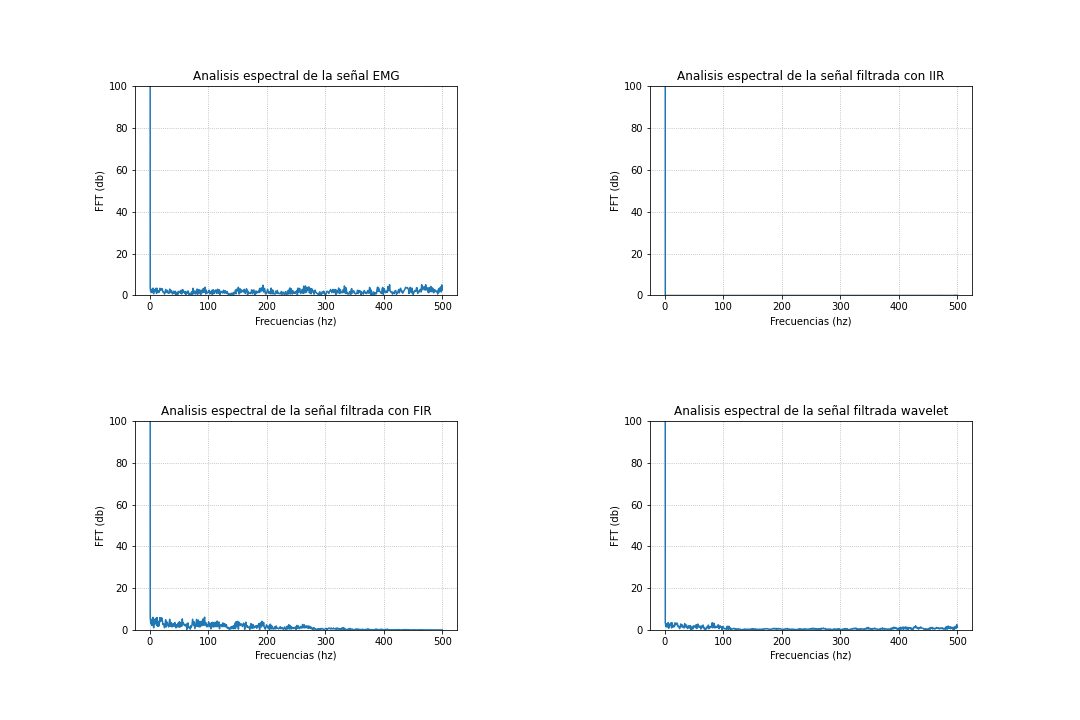 Analisis espectral de la señal EMG
100
80
60
40
20
0
FFT (db)
0 100 200 300 400 500
Frecuencias (hz)
Analisis espectral de la señal filtrada con IIR
100
80
60
40
20
0
FFT (db)
0 100 200 300 400 500
Frecuencias (hz)
Analisis espectral de la señal filtrada con FIR
100
80
60
40
20
0
FFT (db)
0 100 200 300 400 500
Frecuencias (hz)
Analisis espectral de la señal filtrada wavelet
100
80
60
40
20
0
FFT (db)
0 100 200 300 400 500
Frecuencias (hz)